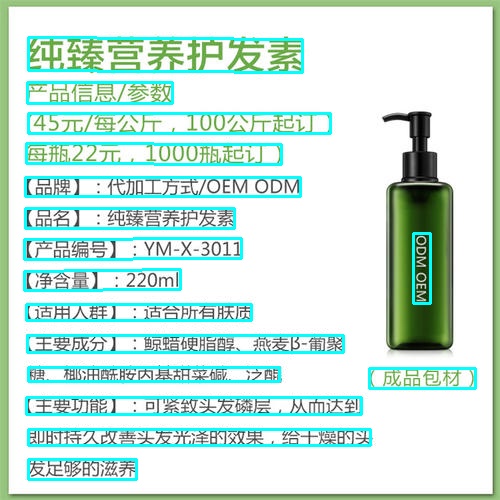 纯臻营养护发素
产品信息/参数
45元/每公斤，100公斤起订
每瓶22元，1000瓶起订）
【品牌】：代加工方式/OEM ODM
【品名】：纯臻营养护发素
【产品编号】：YM-X-3011
【净含量】：220ml
【适用人群】：适合所有肤质
【主要成分】：鲸蜡硬脂醇、燕麦β-葡聚
糖、椰油酰胺丙基甜菜碱、泛醌
【主要功能】：可紧致头发磷层，从而达到
即时持久改善头发光泽的效果，给干燥的头
发足够的滋养
ODM OEM
（成品包材）